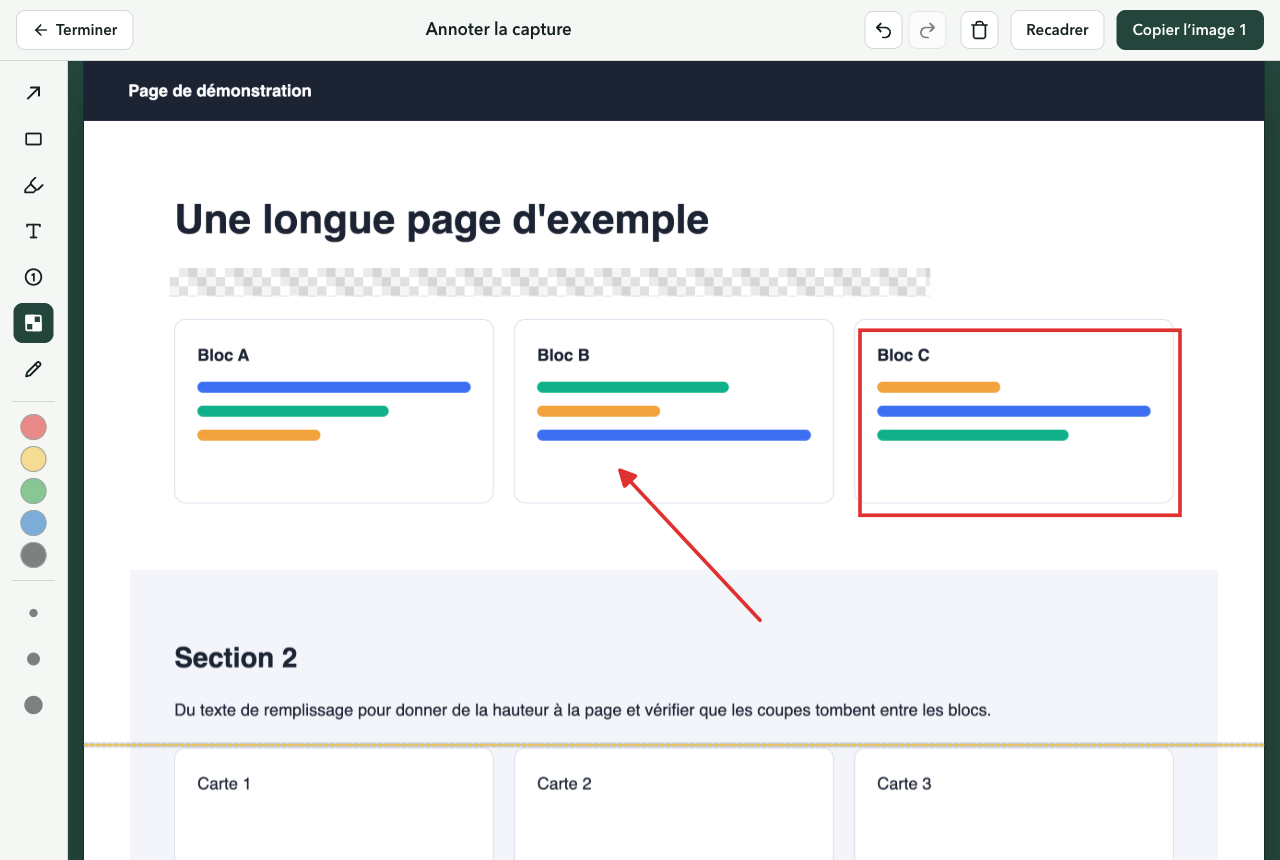 Terminer
Annoter la capture
Recadrer
Copier l’image 1
Page de démonstration
T
1
Une longue page d'exemple
Bloc A
Bloc B
Bloc C
Section 2
Du texte de remplissage pour donner de la hauteur à la page et vérifier que les coupes tombent entre les blocs.
Carte 1
Carte 2
Carte 3